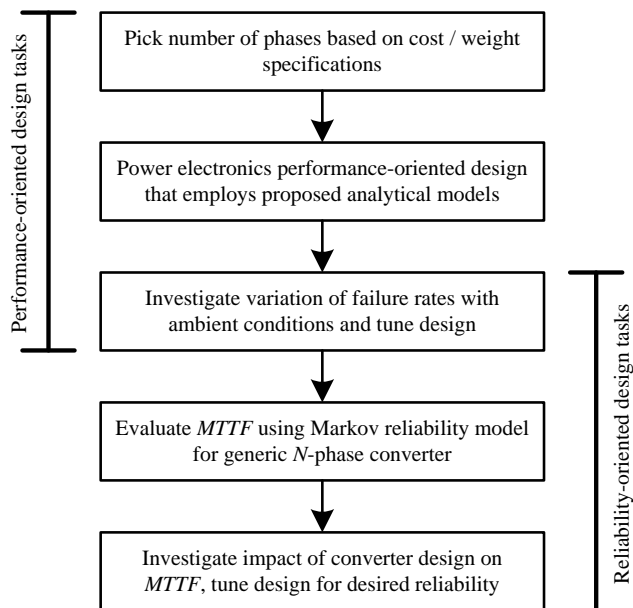 Performance-oriented design tasks
Pick number of phases based on cost / weight
specifications
Power electronics performance-oriented design
that employs proposed analytical models
Investigate variation of failure rates with
ambient conditions and tune design
Evaluate MTTF using Markov reliability model
for generic N-phase converter
Investigate impact of converter design on
MTTF, tune design for desired reliability
Reliability-oriented design tasks